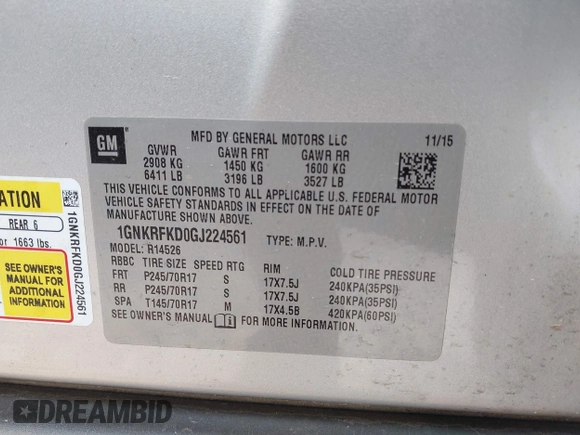 GM
MFD BY GENERAL MOTORS LLC 11/15
GVWR GAWR FRT GAWR RR
2908 KG 1450 KG 1600 KG
6411 LB 3196 LB 3527 LB
THIS VEHICLE CONFORMS TO ALL APPLICABLE U.S. FEDERAL MOTOR
VEHICLE SAFETY STANDARDS IN EFFECT ON THE DATE OF
MANUFACTURE SHOWN ABOVE.
1GNKRFKD0GJ224561 TYPE: M.P.V.
MODEL: R14526
RBBC TIRE SIZE SPEED RTG RIM COLD TIRE PRESSURE
FRT P245/70R17 S 17X7.5J 240KPA(35PSI)
RR P245/70R17 S 17X7.5J 240KPA(35PSI)
SPA T145/70R17 M 17X4.5B 420KPA(60PSI)
SEE OWNER'S MANUAL FOR MORE INFORMATION.
ATION
REAR 6
or 1663 lbs.
SEE OWNER'S
MANUAL FOR
ADDITIONAL
INFORMATION
1GNKRFKD0GJ224561
DREAMBID